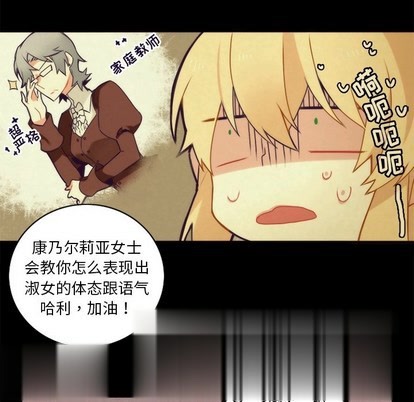 家庭教师
超严格
嗬呃呃呃—
康乃尔莉亚女士
会教你怎么表现出
淑女的体态跟语气
哈利，加油！